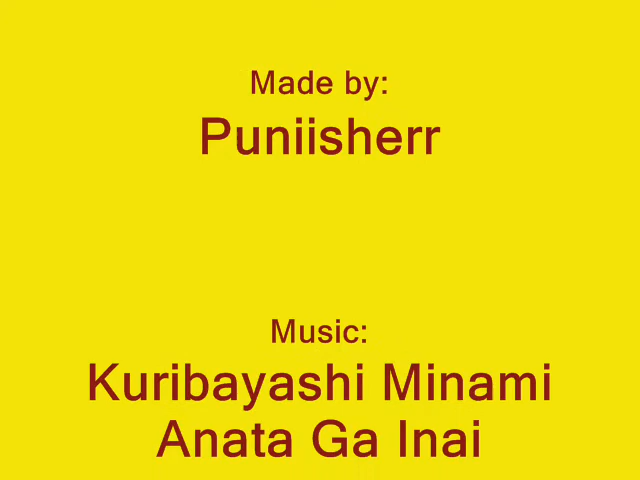 Made by:
Puniisherr
Music:
Kuribayashi Minami
Anata Ga Inai